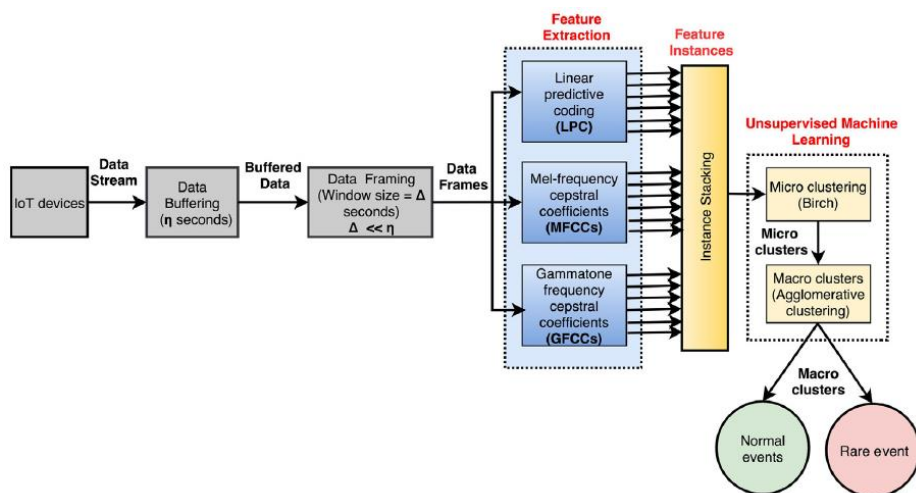 IoT devices
Data
Stream
Data
Buffering
(η seconds)
Buffered
Data
Data Framing
(Window size = Δ
seconds)
Δ << η
Data
Frames
Feature
Extraction
Linear
predictive
coding
(LPC)
Mel-frequency
cepstral
coefficients
(MFCCs)
Gammatone
frequency
cepstral
coefficients
(GFCCs)
Feature
Instances
Instance Stacking
Unsupervised Machine
Learning
Micro clustering
(Birch)
Micro
clusters
Macro clusters
(Agglomerative
clustering)
Macro
clusters
Normal
events
Rare event